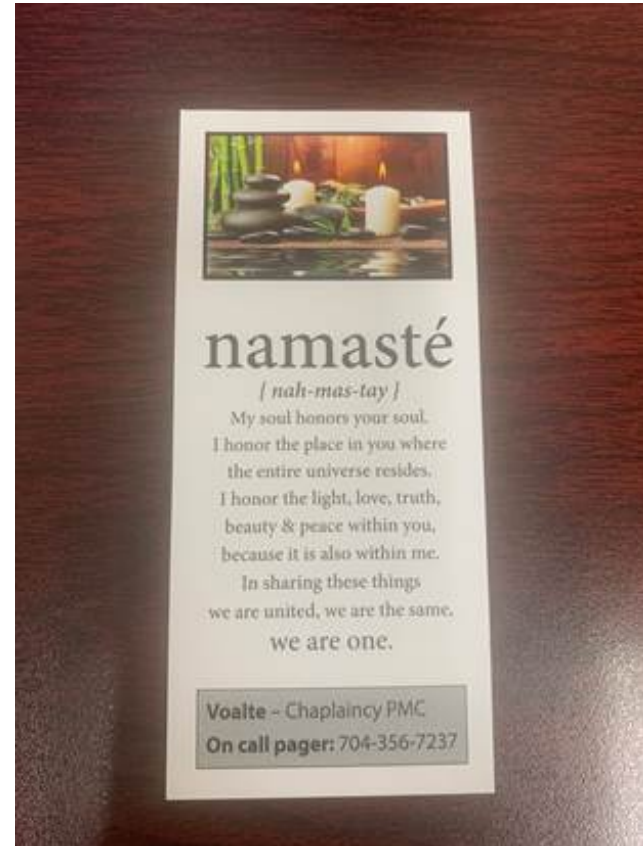 namasté
[ nah-mas-tay ]
My soul honors your soul.
I honor the place in you where
the entire universe resides.
I honor the light, love, truth,
beauty & peace within you,
because it is also within me.
In sharing these things
we are united, we are the same,
we are one.
Voalte – Chaplaincy PMC
On call pager: 704-356-7237